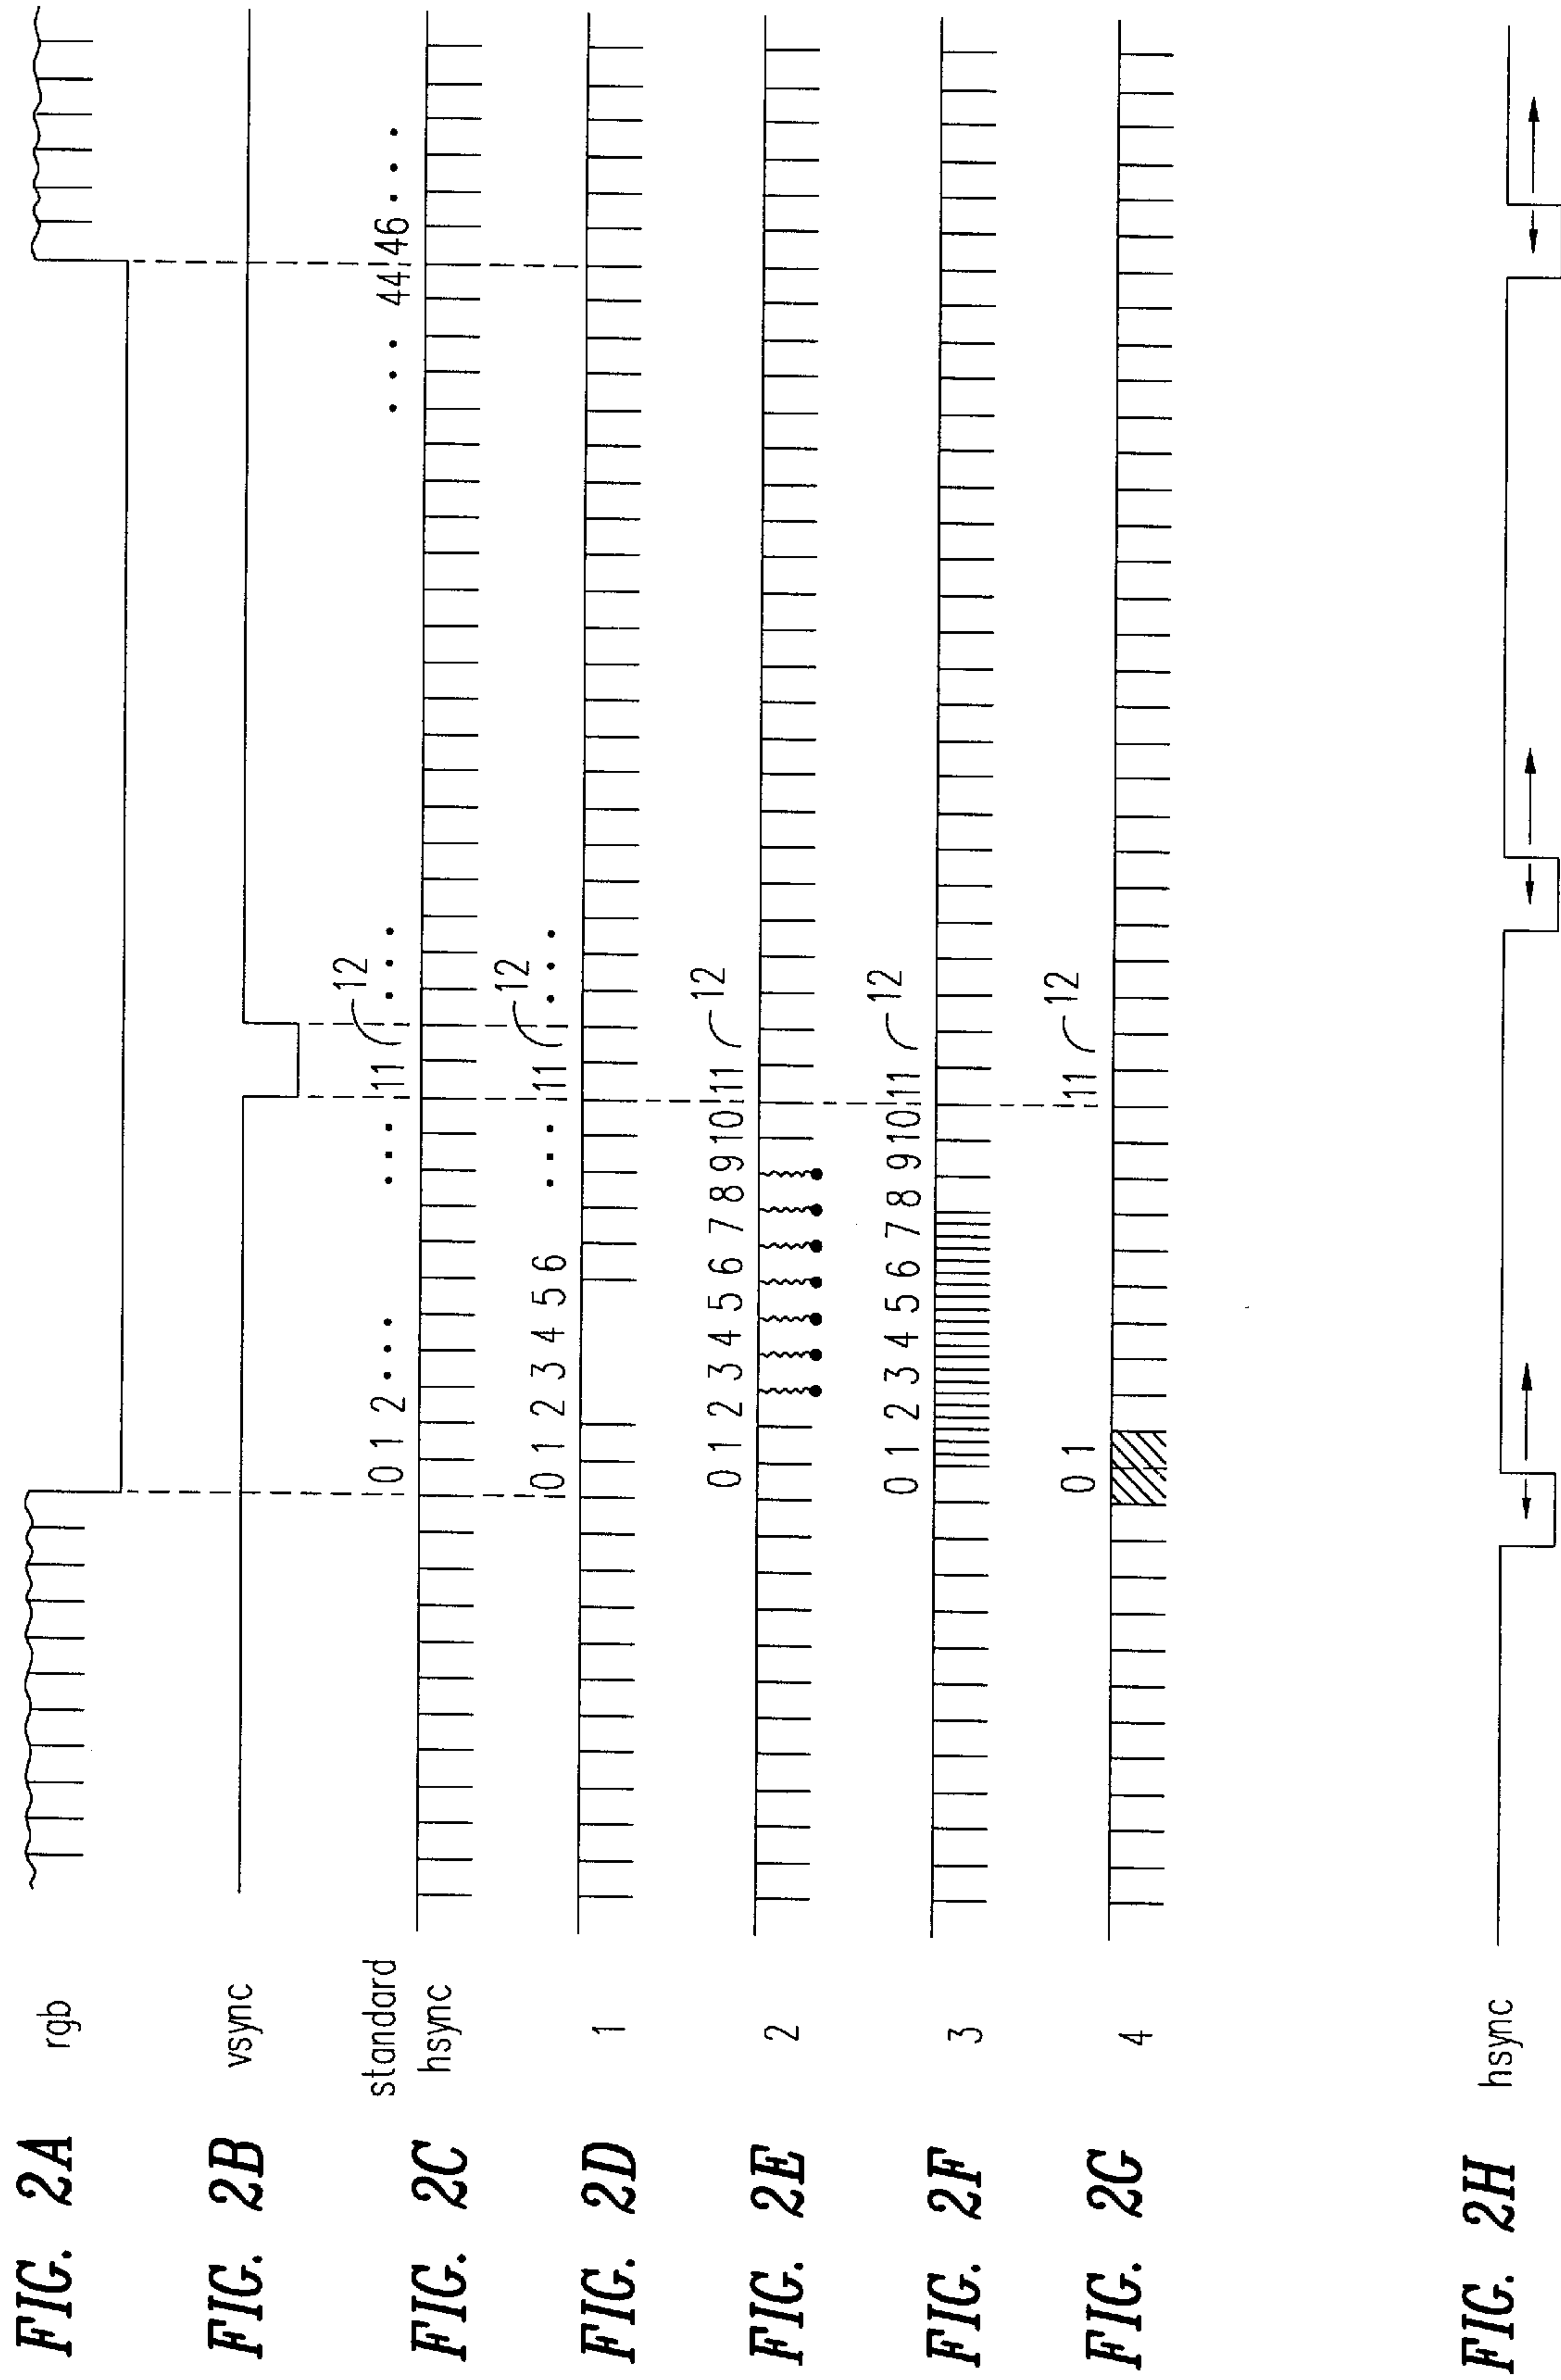 FIG. 2A rgb
FIG. 2B vsync
FIG. 2C standard hsync
0 1 2 ••• ••• 11 12 ••• ••• 44 46 •••
FIG. 2D 1
0 1 2 3 4 5 6 ••• 11 12 •••
FIG. 2E 2
0 1 2 3 4 5 6 7 8 9 10 11 12
FIG. 2F 3
0 1 2 3 4 5 6 7 8 9 10 11 12
FIG. 2G 4
0 1 11 12
FIG. 2H hsync